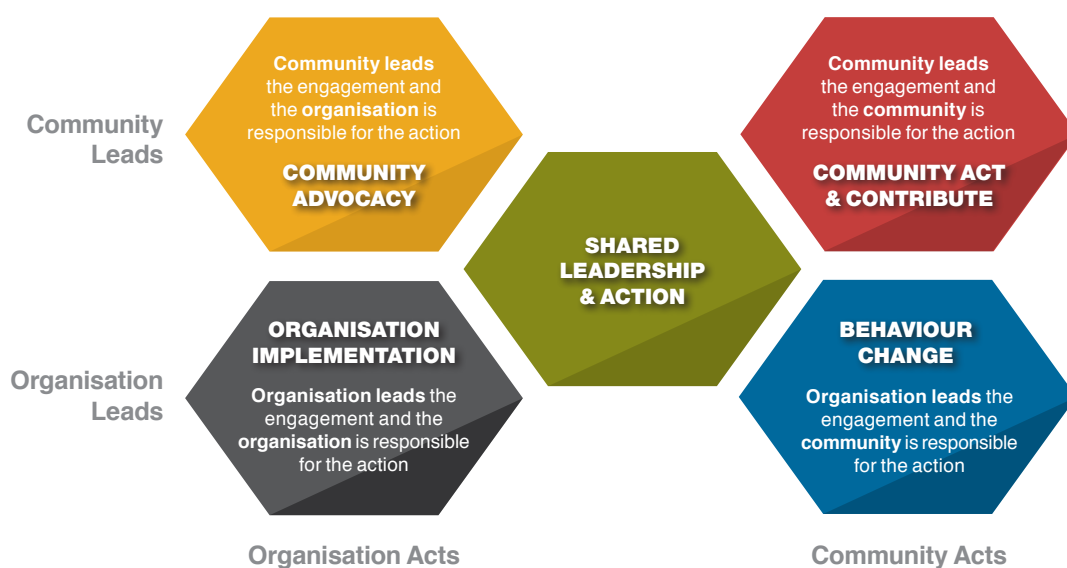 Community
Leads
Community leads
the engagement and
the organisation is
responsible for the action
COMMUNITY
ADVOCACY
Community leads
the engagement and
the community is
responsible for the action
COMMUNITY ACT
& CONTRIBUTE
SHARED
LEADERSHIP
& ACTION
Organisation
Leads
ORGANISATION
IMPLEMENTATION
Organisation leads the
engagement and the
organisation is responsible
for the action
BEHAVIOUR
CHANGE
Organisation leads the
engagement and the
community is responsible
for the action
Organisation Acts
Community Acts